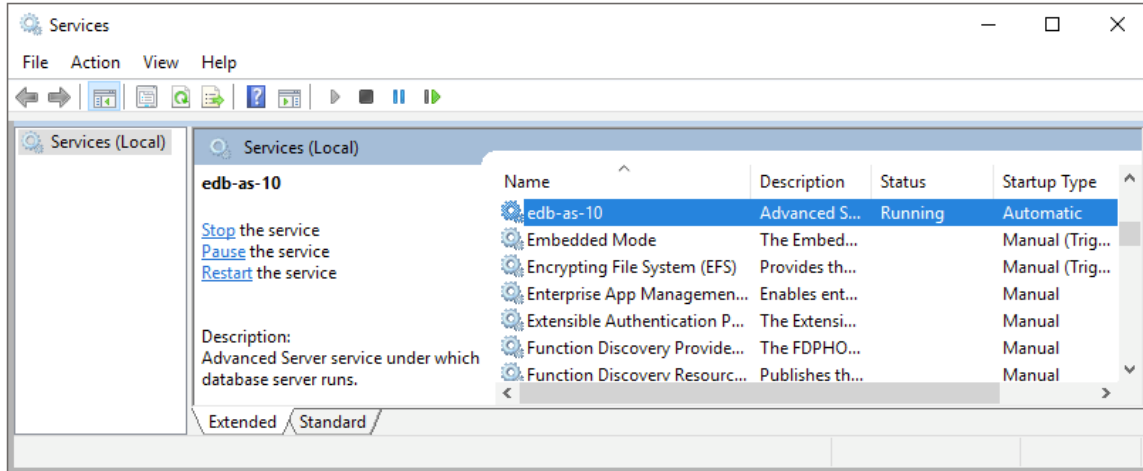 Services
File Action View Help
Services (Local)
Services (Local)
edb-as-10
Stop the service
Pause the service
Restart the service
Description:
Advanced Server service under which
database server runs.
Name Description Status Startup Type
edb-as-10 Advanced S... Running Automatic
Embedded Mode The Embed... Manual (Trig...
Encrypting File System (EFS) Provides th... Manual (Trig...
Enterprise App Managemen... Enables ent... Manual
Extensible Authentication P... The Extensi... Manual
Function Discovery Provide... The FDPHO... Manual
Function Discovery Resourc... Publishes th... Manual
Extended Standard